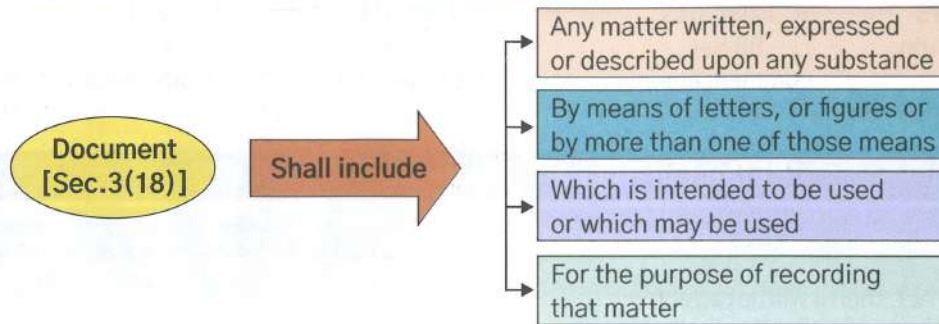 Document
[Sec.3(18)]
Shall include
Any matter written, expressed
or described upon any substance
By means of letters, or figures or
by more than one of those means
Which is intended to be used
or which may be used
For the purpose of recording
that matter